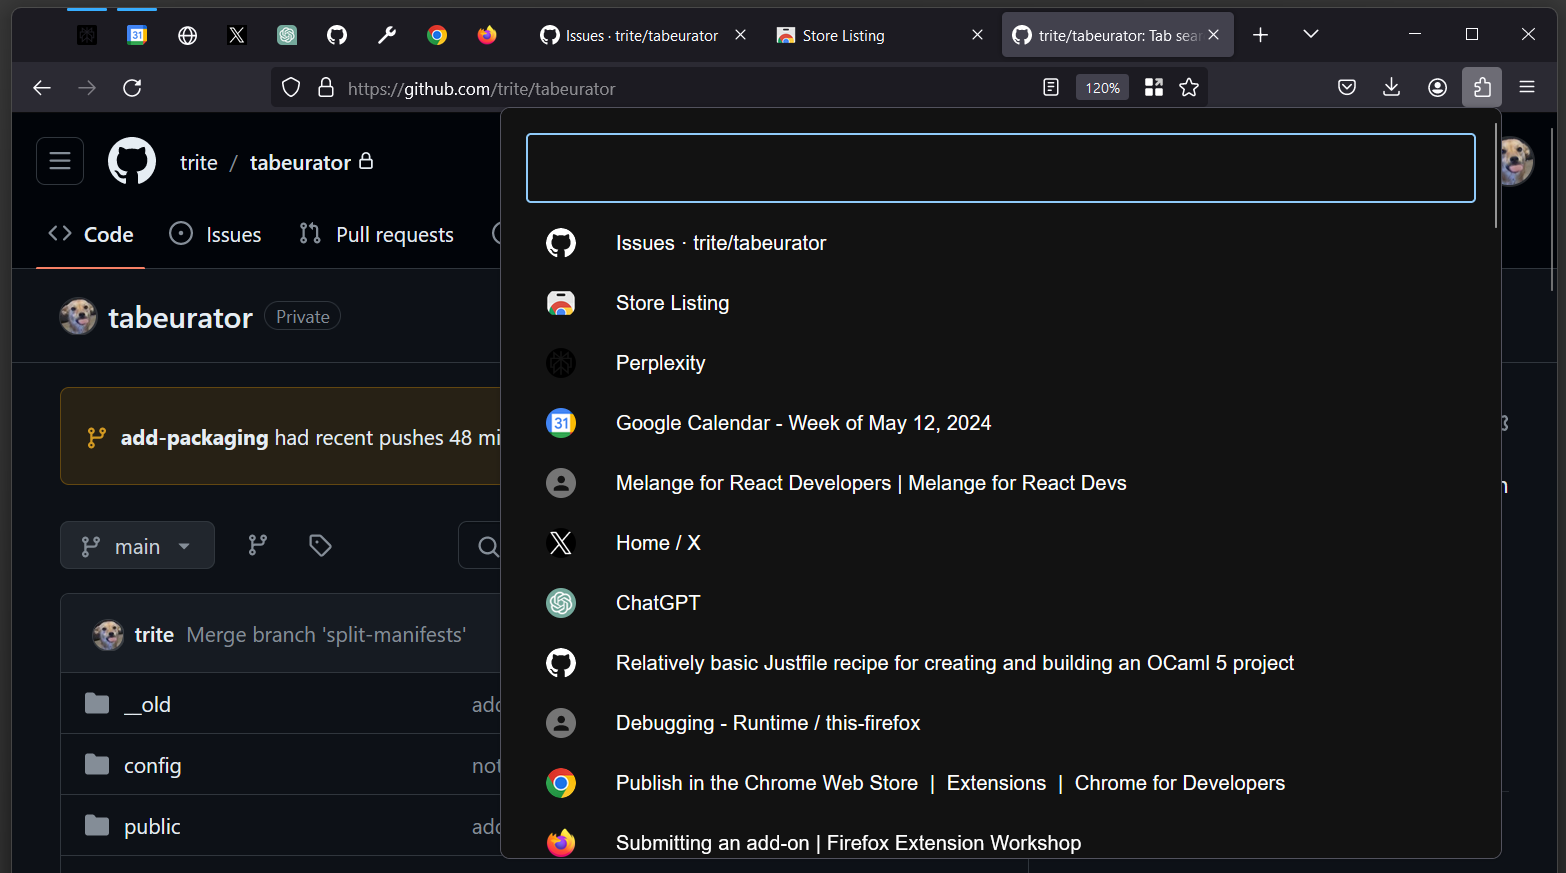 31
Issues · trite/tabeurator
Store Listing
trite/tabeurator: Tab sear
https://github.com/trite/tabeurator
120%
trite / tabeurator
Code
Issues
Pull requests
tabeurator
Private
add-packaging had recent pushes 48 mi
main
trite Merge branch 'split-manifests'
__old
add
config
not
public
add
Issues · trite/tabeurator
Store Listing
Perplexity
31
Google Calendar - Week of May 12, 2024
Melange for React Developers | Melange for React Devs
Home / X
ChatGPT
Relatively basic Justfile recipe for creating and building an OCaml 5 project
Debugging - Runtime / this-firefox
Publish in the Chrome Web Store | Extensions | Chrome for Developers
Submitting an add-on | Firefox Extension Workshop